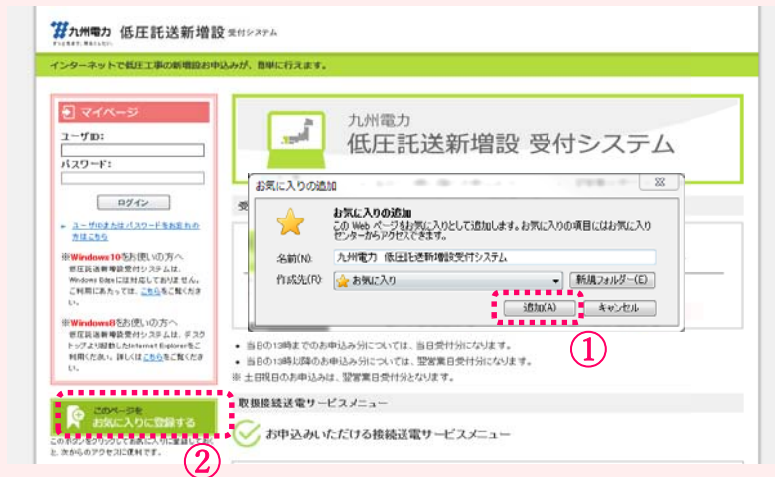 九州電力 低圧託送新増設 受付システム
ずっと先まで、明るくしたい。
インターネットで低圧工事の新増設お申込みが、簡単に行えます。
マイページ
ユーザID:
パスワード:
ログイン
ユーザIDまたはパスワードをお忘れの
方はこちら
※Windows10をお使いの方へ
低圧託送新増設受付システムは、
Windows Edgeには対応しておりません。
ご利用にあたっては、こちらをご覧くださ
い。
※Windows8をお使いの方へ
低圧託送新増設受付システムは、デスク
トップより起動したInternet Explorerをご
利用ください。詳しくはこちらをご覧くださ
い。
このページを
お気に入りに登録する
このボタンをクリックしてお気に入りに登録しておく
と、次からのアクセスに便利です。
②
九州電力
低圧託送新増設 受付システム
受
お気に入りの追加
お気に入りの追加
この Web ページをお気に入りとして追加します。お気に入りの項目にはお気に入り
センターからアクセスできます。
名前(N):
九州電力 低圧託送新増設受付システム
作成先(R):
お気に入り
新規フォルダー(E)
追加(A)
キャンセル
①
• 当日の13時までのお申込み分については、当日受付分になります。
• 当日の13時以降のお申込み分については、翌営業日受付分になります。
※ 土日祝日のお申込みは、翌営業日受付分となります。
取扱接続送電サービスメニュー
お申込みいただける接続送電サービスメニュー